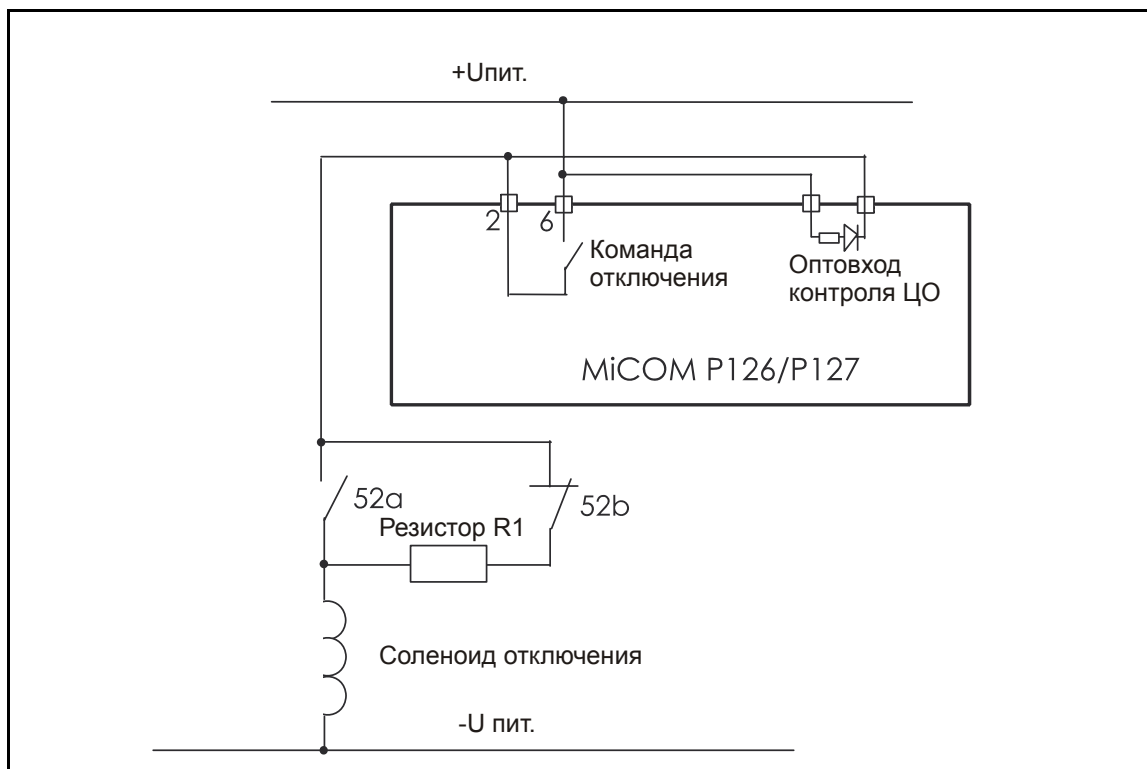 +Uпит.
2
6
Команда
отключения
Оптовход
контроля ЦО
MiCOM P126/P127
52a
52b
Резистор R1
Соленоид отключения
-U пит.